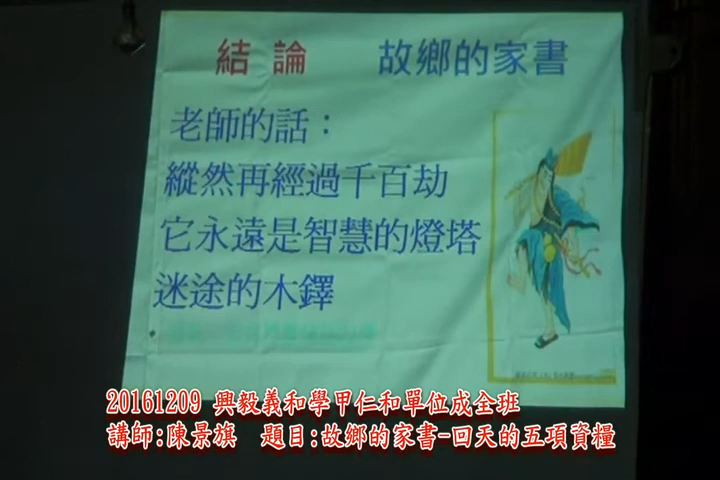 結論 故鄉的家書
老師的話：
縱然再經過千百劫
它永遠是智慧的燈塔
迷途的木鐸
20161209 興毅義和學甲仁和單位成全班
講師:陳景旗 題目:故鄉的家書-回天的五項資糧